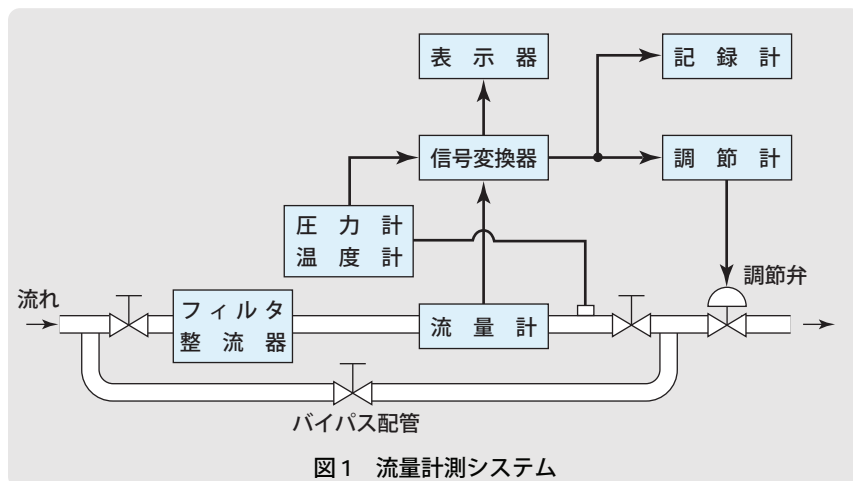 表示器
記録計
信号変換器
調節計
圧力計
温度計
調節弁
流れ
フィルタ
整流器
流量計
バイパス配管
図1 流量計測システム